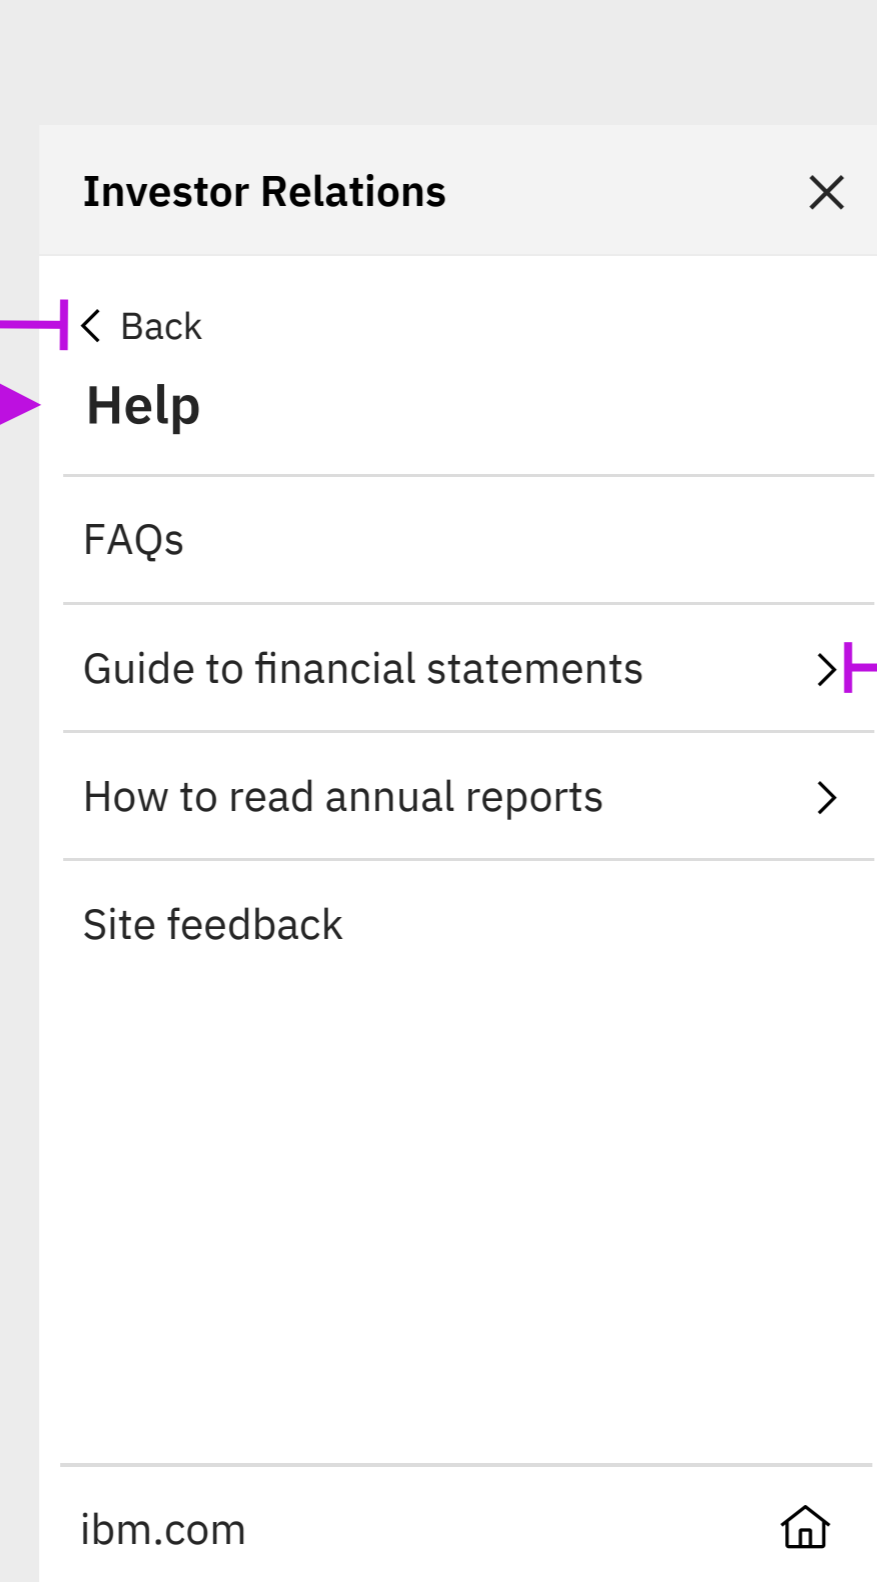 Investor Relations
Back
Help
FAQs
Guide to financial statements
How to read annual reports
Site feedback
ibm.com